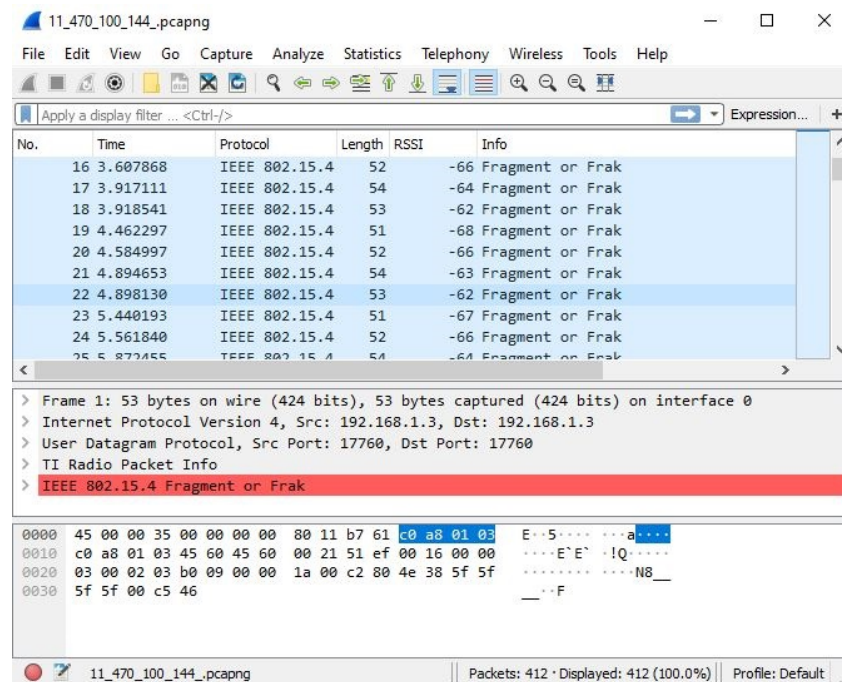 11_470_100_144_.pcapng
File Edit View Go Capture Analyze Statistics Telephony Wireless Tools Help
Apply a display filter ... <Ctrl-/> Expression... +
No. Time Protocol Length RSSI Info
16 3.607868 IEEE 802.15.4 52 -66 Fragment or Frak
17 3.917111 IEEE 802.15.4 54 -64 Fragment or Frak
18 3.918541 IEEE 802.15.4 53 -62 Fragment or Frak
19 4.462297 IEEE 802.15.4 51 -68 Fragment or Frak
20 4.584997 IEEE 802.15.4 52 -66 Fragment or Frak
21 4.894653 IEEE 802.15.4 54 -63 Fragment or Frak
22 4.898130 IEEE 802.15.4 53 -62 Fragment or Frak
23 5.440193 IEEE 802.15.4 51 -67 Fragment or Frak
24 5.561840 IEEE 802.15.4 52 -66 Fragment or Frak
25 5.872455 IEEE 802.15.4 54 -64 Fragment or Frak
> Frame 1: 53 bytes on wire (424 bits), 53 bytes captured (424 bits) on interface 0
> Internet Protocol Version 4, Src: 192.168.1.3, Dst: 192.168.1.3
> User Datagram Protocol, Src Port: 17760, Dst Port: 17760
> TI Radio Packet Info
> IEEE 802.15.4 Fragment or Frak
0000 45 00 00 35 00 00 00 00 80 11 b7 61 c0 a8 01 03 E··5···· ···a····
0010 c0 a8 01 03 45 60 45 60 00 21 51 ef 00 16 00 00 ····E`E` ·!Q·····
0020 03 00 02 03 b0 09 00 00 1a 00 c2 80 4e 38 5f 5f ········ ····N8__
0030 5f 5f 00 c5 46 __··F
11_470_100_144_.pcapng Packets: 412 · Displayed: 412 (100.0%) Profile: Default